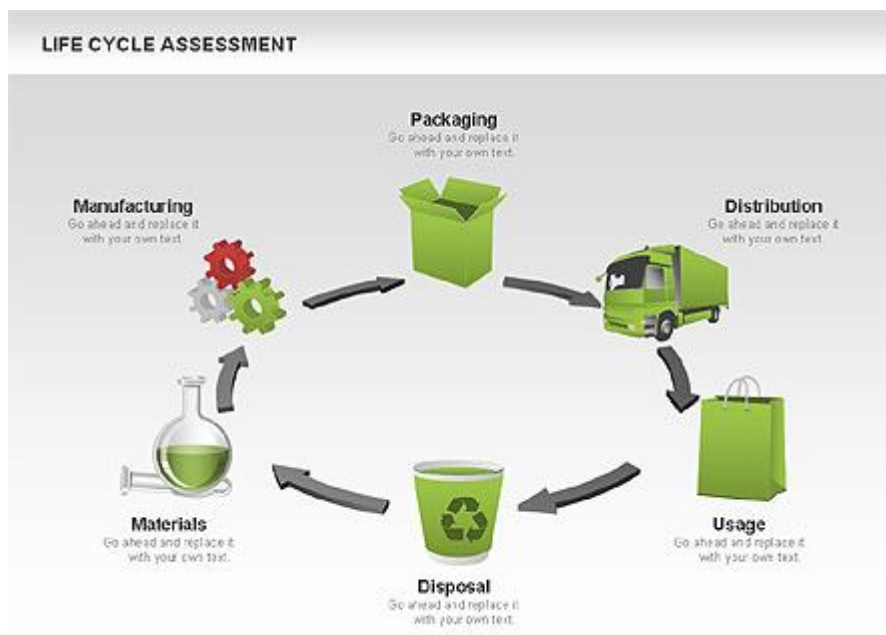 LIFE CYCLE ASSESSMENT
Packaging
Go ahead and replace it
with your own text.
Manufacturing
Go ahead and replace it
with your own text.
Distribution
Go ahead and replace it
with your own text.
Materials
Go ahead and replace it
with your own text.
Usage
Go ahead and replace it
with your own text.
Disposal
Go ahead and replace it
with your own text.